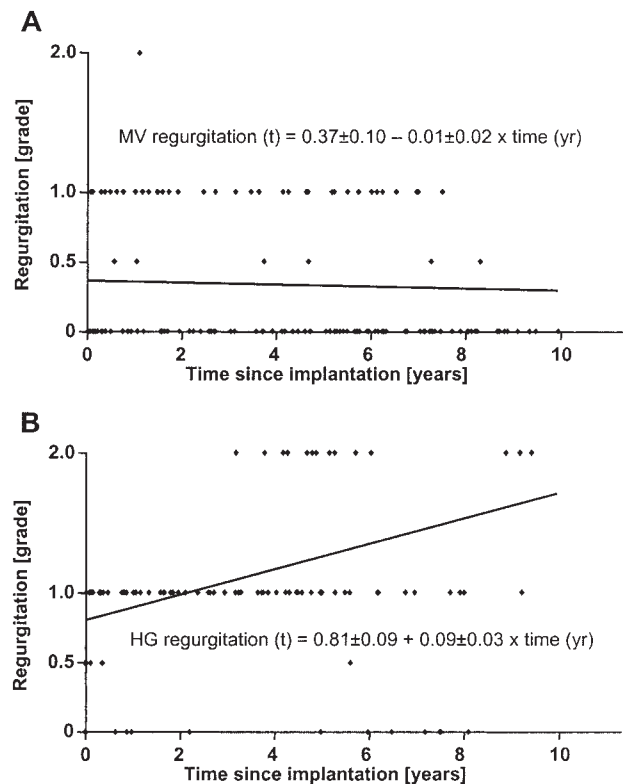 A
Regurgitation [grade]
2.0
MV regurgitation (t) = 0.37±0.10 – 0.01±0.02 x time (yr)
1.0
0.5
0
0 2 4 6 8 10
Time since implantation [years]
B
Regurgitation [grade]
2.0
1.0
HG regurgitation (t) = 0.81±0.09 + 0.09±0.03 x time (yr)
0.5
0
0 2 4 6 8 10
Time since implantation [years]